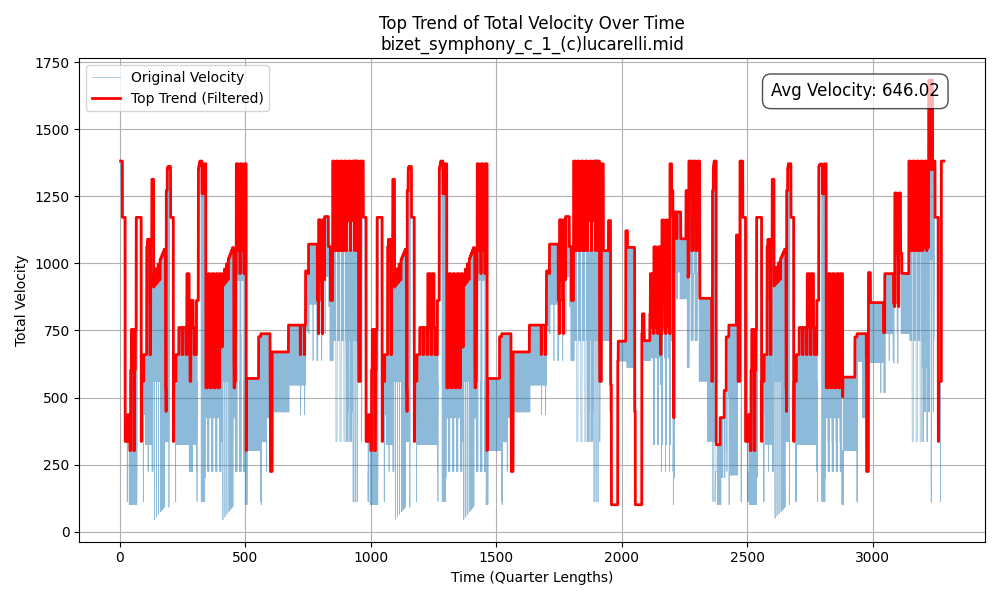 Top Trend of Total Velocity Over Time
bizet_symphony_c_1_(c)lucarelli.mid
Original Velocity
Top Trend (Filtered)
Avg Velocity: 646.02
Total Velocity
1750
1500
1250
1000
750
500
250
0
0 500 1000 1500 2000 2500 3000
Time (Quarter Lengths)